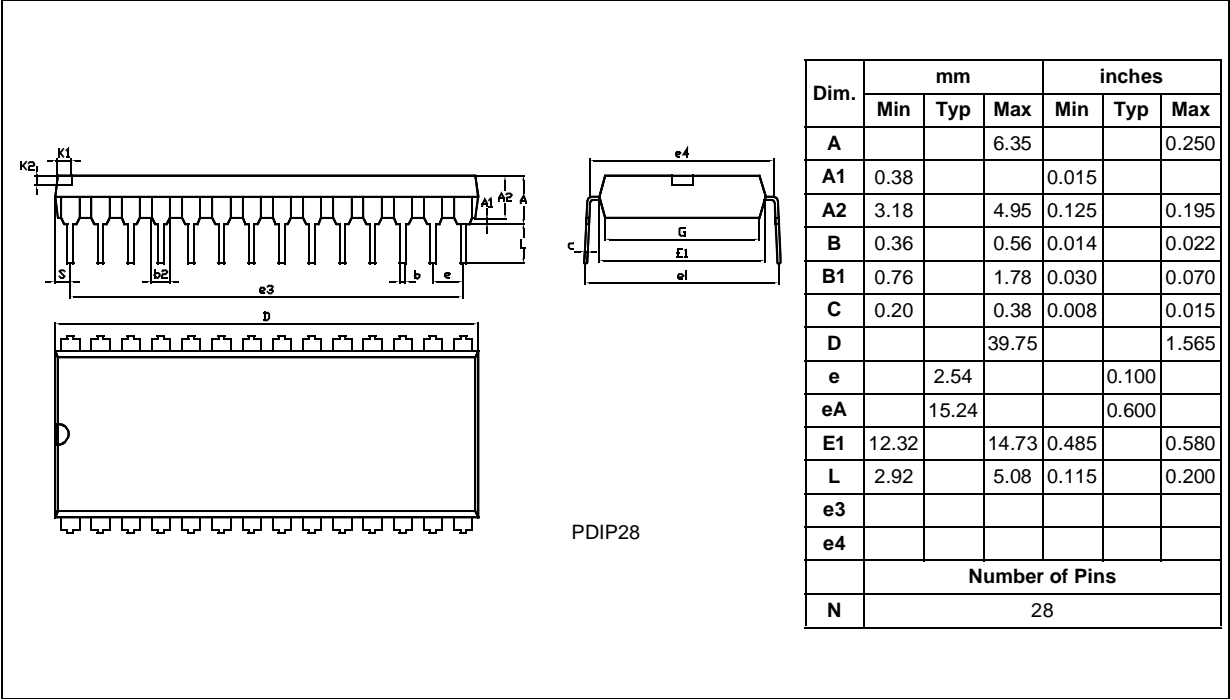 K1
K2
A1 A2 A
L
S b2 b e
e3
D
e4
C
G
E1
e1
PDIP28
Dim. mm inches
Min Typ Max Min Typ Max
A 6.35 0.250
A1 0.38 0.015
A2 3.18 4.95 0.125 0.195
B 0.36 0.56 0.014 0.022
B1 0.76 1.78 0.030 0.070
C 0.20 0.38 0.008 0.015
D 39.75 1.565
e 2.54 0.100
eA 15.24 0.600
E1 12.32 14.73 0.485 0.580
L 2.92 5.08 0.115 0.200
e3
e4
Number of Pins
N 28